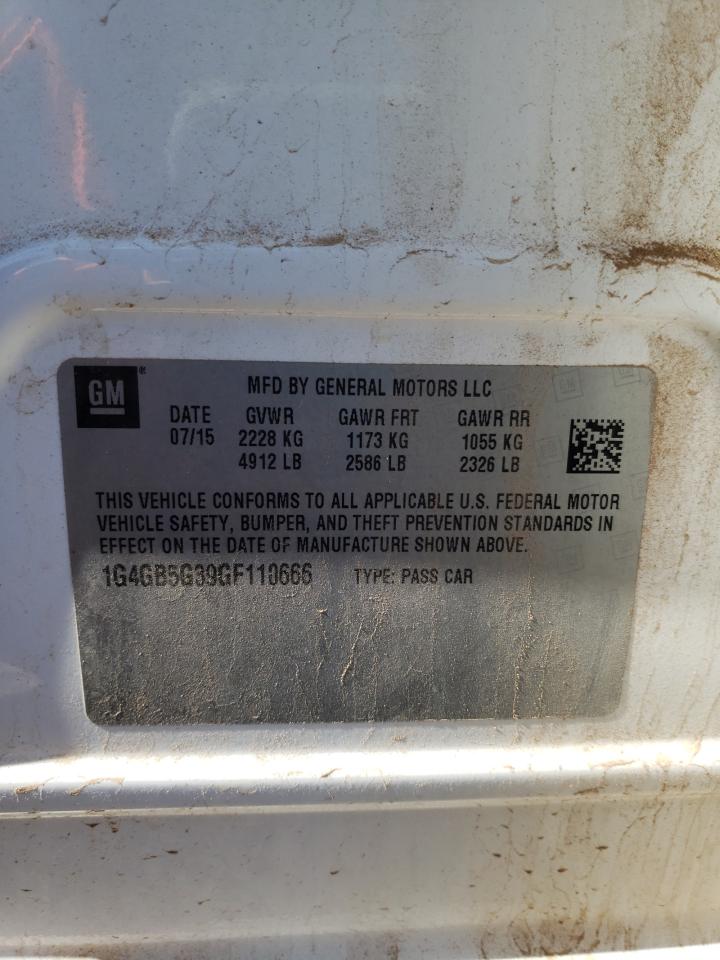 GM®
MFD BY GENERAL MOTORS LLC
DATE GVWR GAWR FRT GAWR RR
07/15 2228 KG 1173 KG 1055 KG
4912 LB 2586 LB 2326 LB
THIS VEHICLE CONFORMS TO ALL APPLICABLE U.S. FEDERAL MOTOR
VEHICLE SAFETY, BUMPER, AND THEFT PREVENTION STANDARDS IN
EFFECT ON THE DATE OF MANUFACTURE SHOWN ABOVE.
1G4GB5G39GF110666 TYPE: PASS CAR